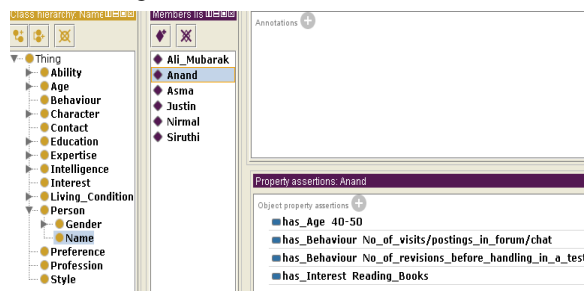 Class hierarchy: Name
Thing
Ability
Age
Behaviour
Character
Contact
Education
Expertise
Intelligence
Interest
Living_Condition
Person
Gender
Name
Preference
Profession
Style
Members lis
Ali_Mubarak
Anand
Asma
Justin
Nirmal
Siruthi
Annotations
Property assertions: Anand
Object property assertions
has_Age 40-50
has_Behaviour No_of_visits/postings_in_forum/chat
has_Behaviour No_of_revisions_before_handling_in_a_test
has_Interest Reading_Books